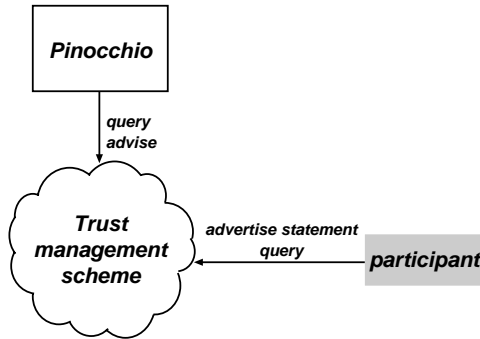 Pinocchio
query
advise
Trust
management
scheme
advertise statement
query
participant